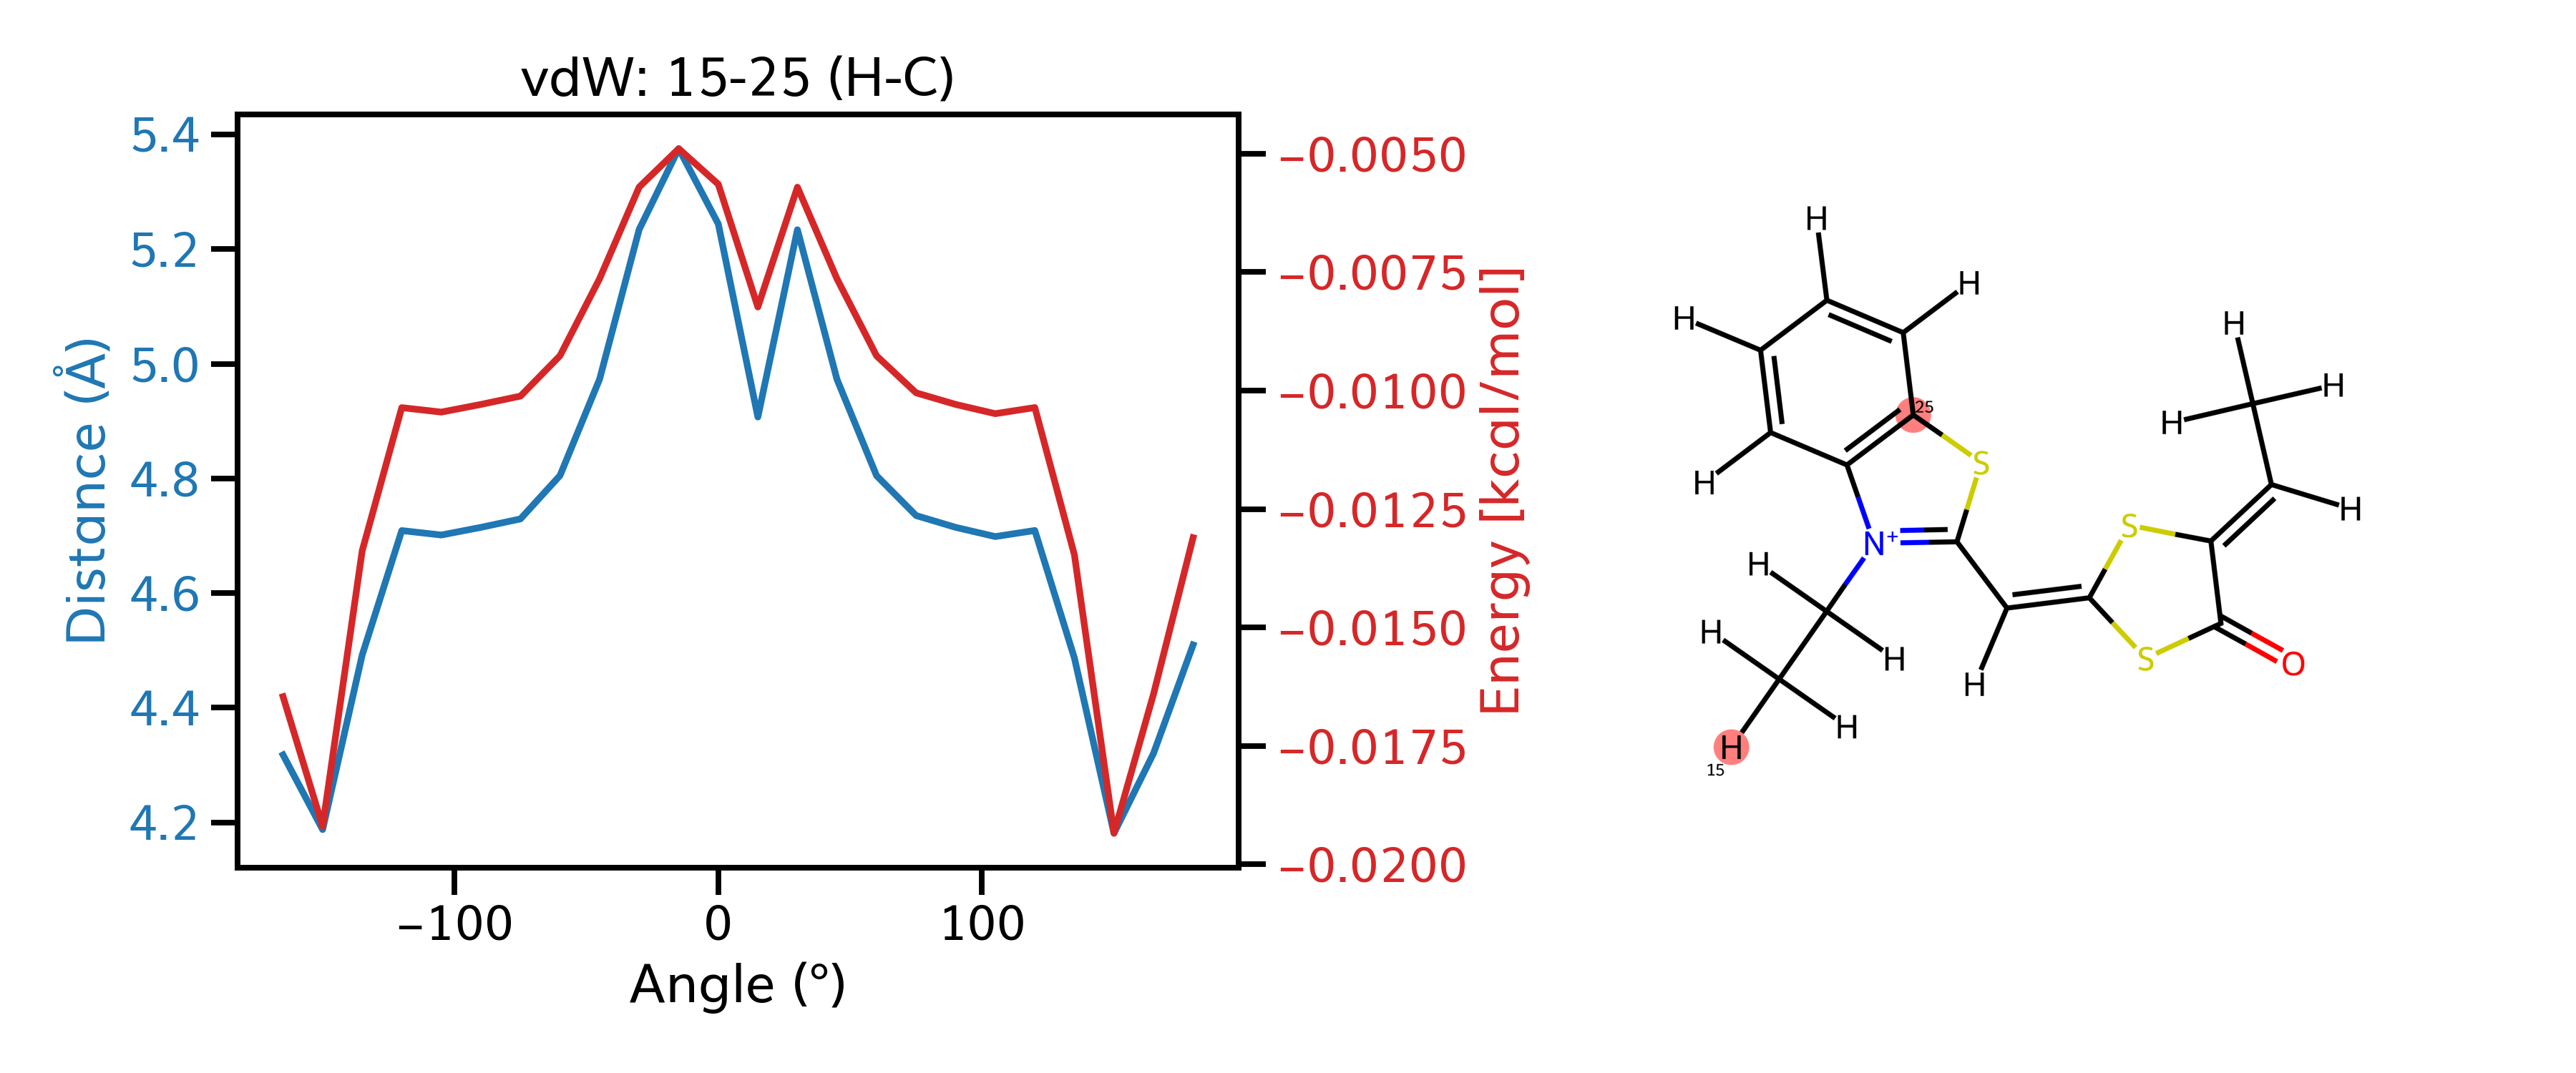 vdW: 15-25 (H-C)
5.4
5.2
5.0
4.8
4.6
4.4
4.2
Distance (Å)
−0.0050
−0.0075
−0.0100
−0.0125
−0.0150
−0.0175
−0.0200
Energy [kcal/mol]
−100
0
100
Angle (°)
H
H
H
H
25
S
N+
H
H
H
H
H
15
H
S
S
O
H
H
H
H